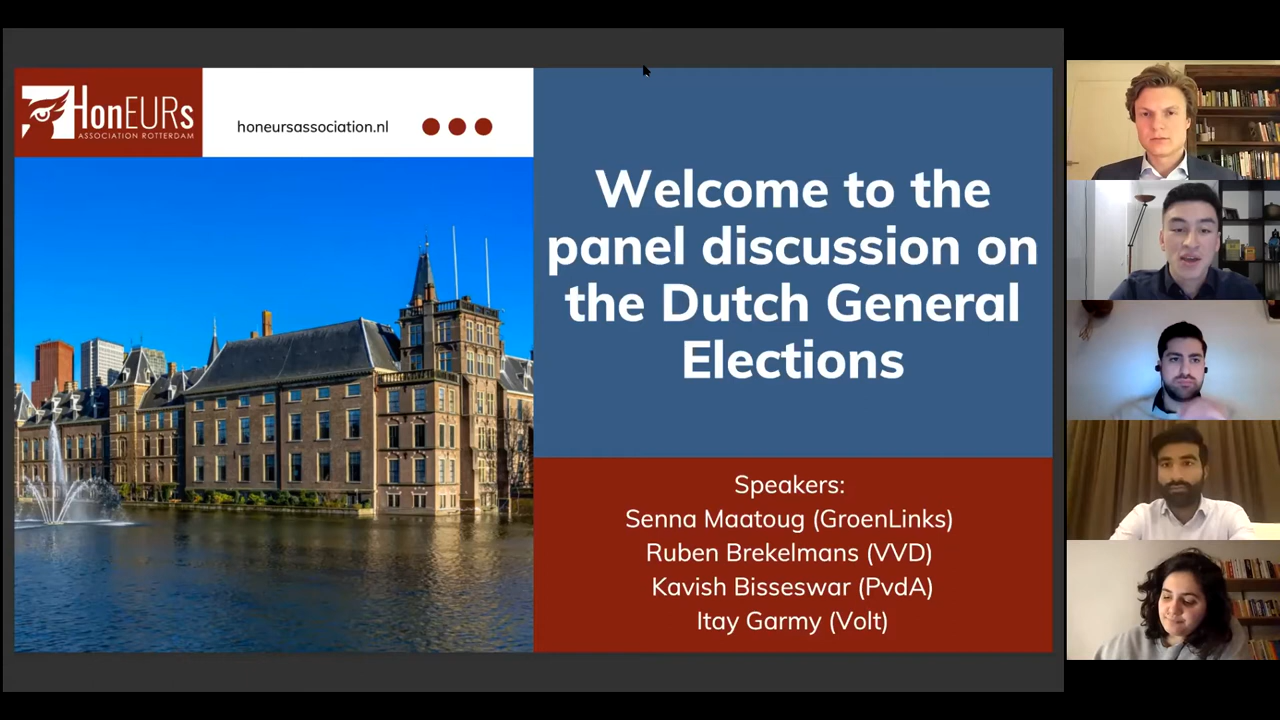 HonEURs
ASSOCIATION ROTTERDAM
honeursassociation.nl
Welcome to the
panel discussion on
the Dutch General
Elections
Speakers:
Senna Maatoug (GroenLinks)
Ruben Brekelmans (VVD)
Kavish Bisseswar (PvdA)
Itay Garmy (Volt)